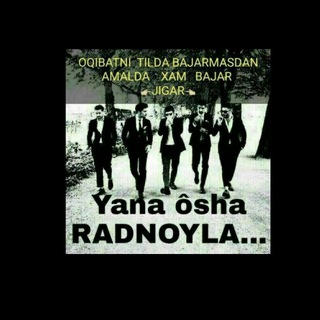 OQIBATNI TILDA BAJARMASDAN
AMALDA XAM BAJAR
JIGAR
Yana ôsha
RADNOYLA...